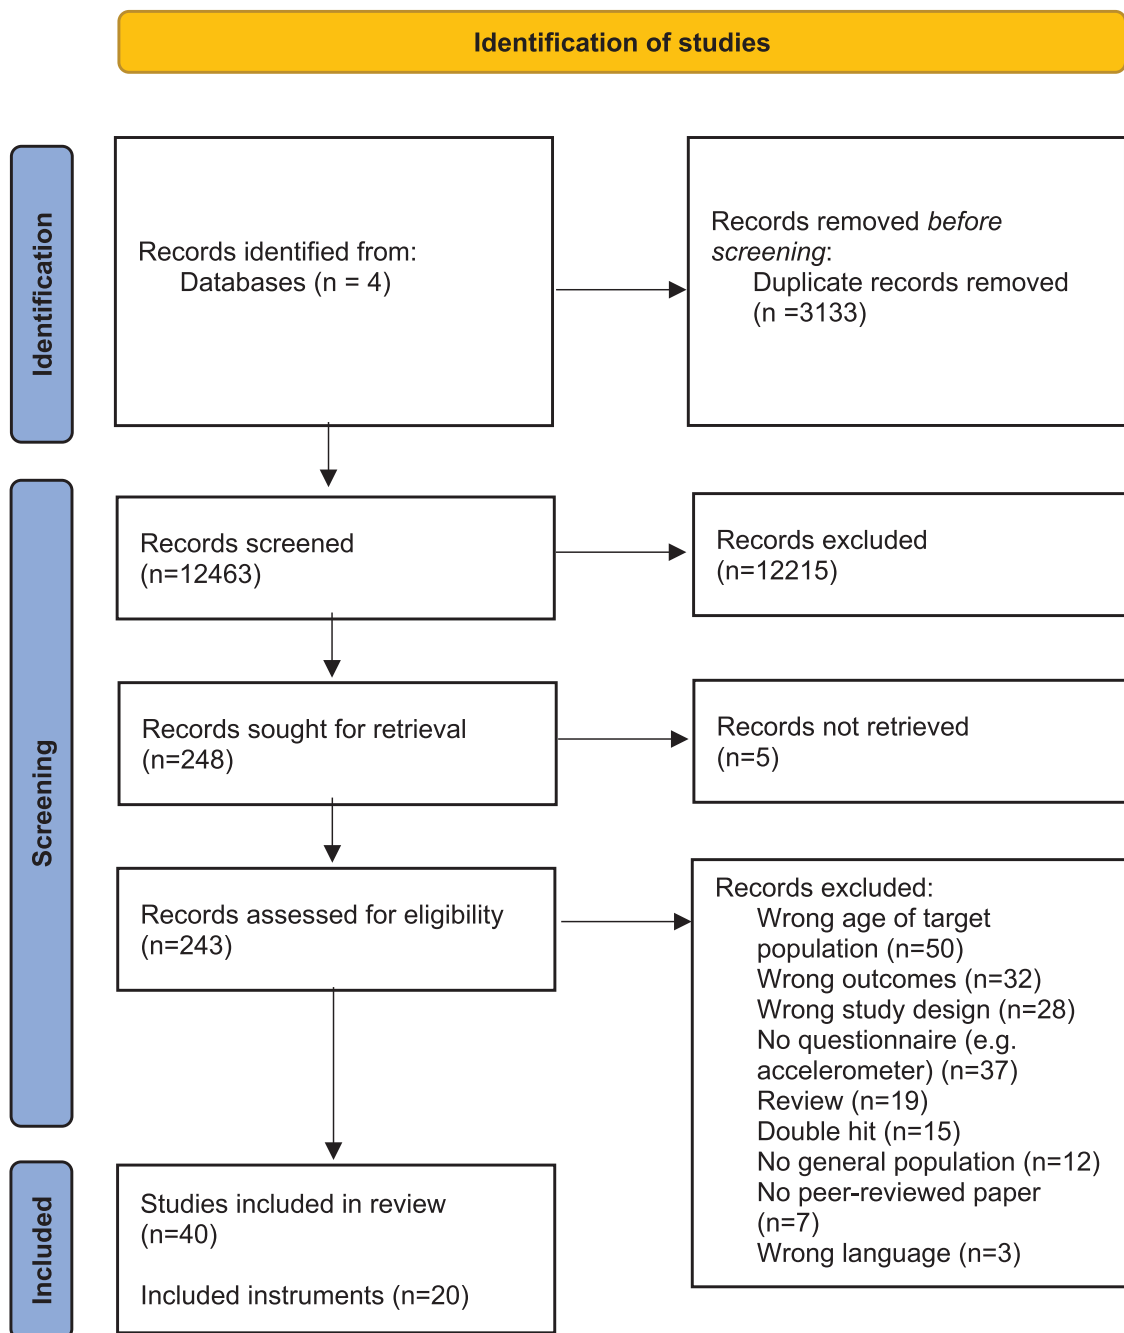 Identification of studies
Identification
Records identified from:
Databases (n = 4)
Records removed before
screening:
Duplicate records removed
(n =3133)
Screening
Records screened
(n=12463)
Records excluded
(n=12215)
Records sought for retrieval
(n=248)
Records not retrieved
(n=5)
Records assessed for eligibility
(n=243)
Records excluded:
Wrong age of target
population (n=50)
Wrong outcomes (n=32)
Wrong study design (n=28)
No questionnaire (e.g.
accelerometer) (n=37)
Review (n=19)
Double hit (n=15)
No general population (n=12)
No peer-reviewed paper
(n=7)
Wrong language (n=3)
Included
Studies included in review
(n=40)
Included instruments (n=20)